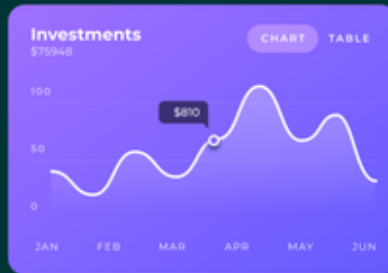 Investments
$75948
CHART TABLE
100
$810
50
0
JAN FEB MAR APR MAY JUN